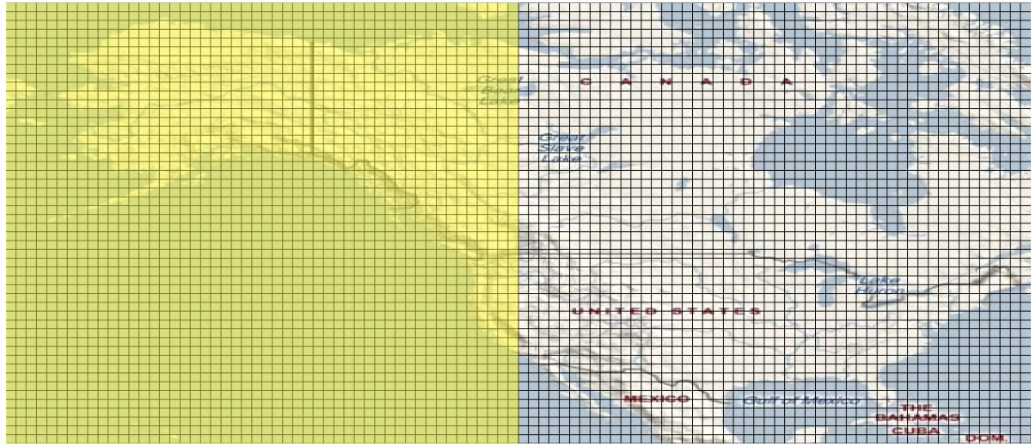 Great
Bear
Lake
C A N A D A
Great
Slave
Lake
Lake
Huron
UNITED STATES
MEXICO
Gulf of Mexico
THE
BAHAMAS
CUBA
DOM.